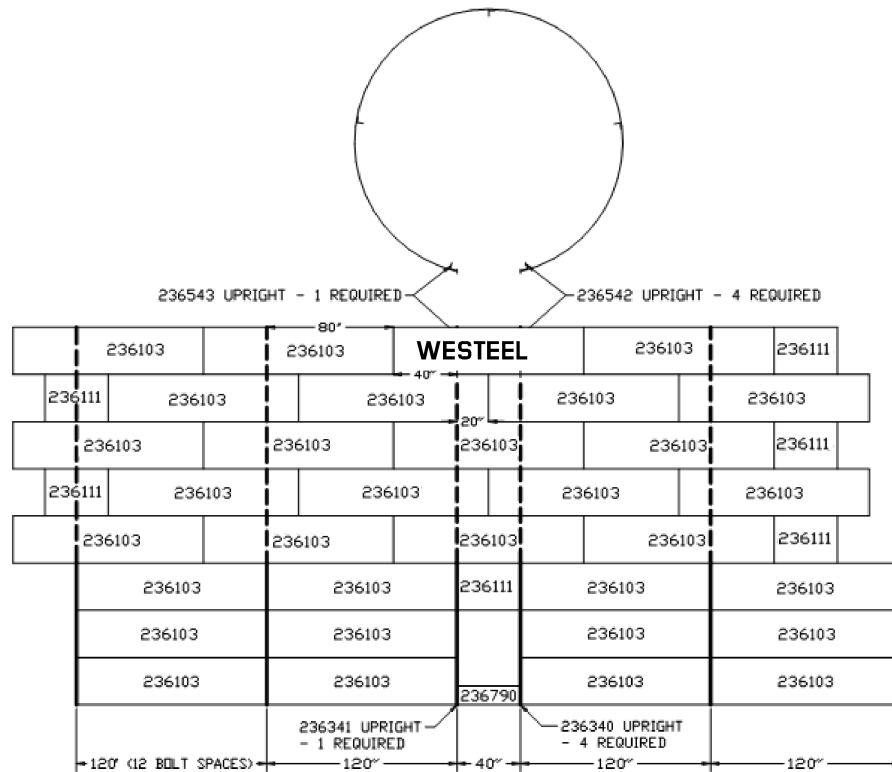 236543 UPRIGHT - 1 REQUIRED
236542 UPRIGHT - 4 REQUIRED
80"
236103 236103 WESTEEL 236103 236111
40"
236111 236103 236103 236103 236103
20"
236103 236103 236103 236103 236111
236111 236103 236103 236103 236103
236103 236103 236103 236103 236111
236103 236103 236111 236103 236103
236103 236103 236103 236103
236103 236103 236790 236103 236103
236341 UPRIGHT
- 1 REQUIRED
236340 UPRIGHT
- 4 REQUIRED
120" (12 BOLT SPACES) 120" 40" 120" 120"